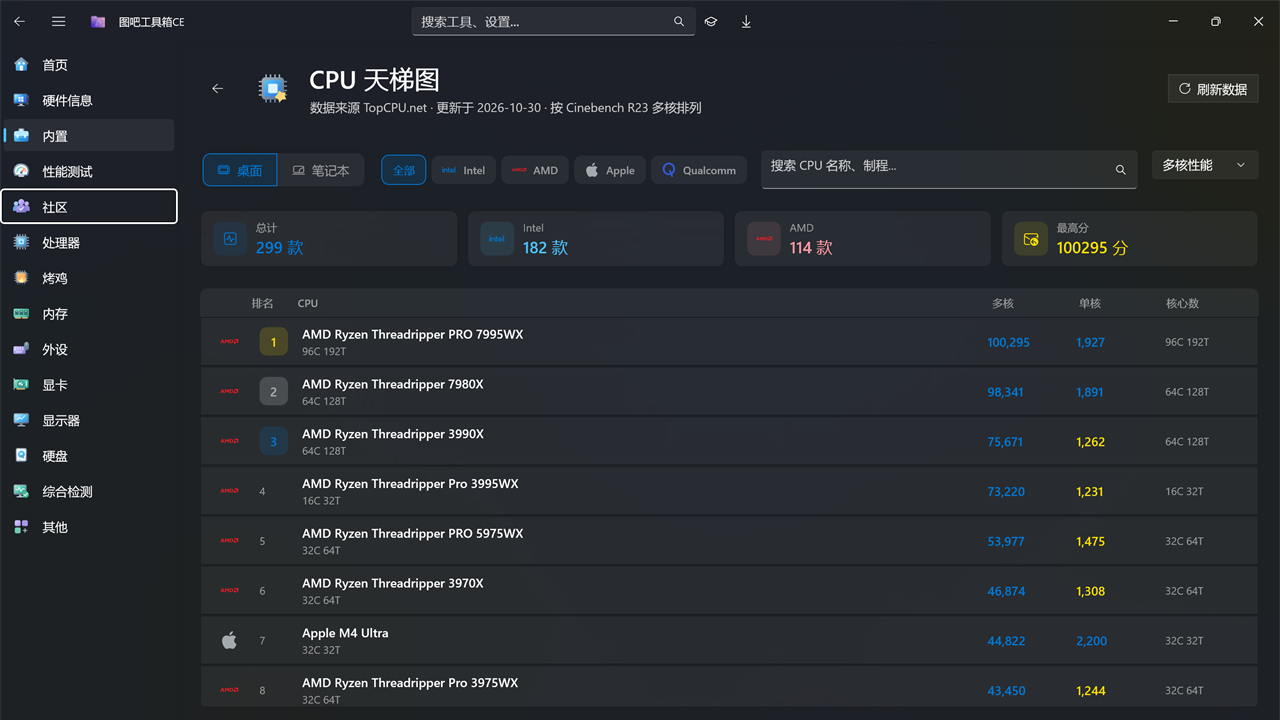 图吧工具箱CE
搜索工具、设置...
首页
硬件信息
内置
性能测试
社区
处理器
烤鸡
内存
外设
显卡
显示器
硬盘
综合检测
其他
CPU 天梯图
数据来源 TopCPU.net · 更新于 2026-10-30 · 按 Cinebench R23 多核排列
刷新数据
桌面 笔记本 全部 intel Intel AMD AMD Apple Qualcomm
搜索 CPU 名称、制程...
多核性能
总计
299 款
intel
Intel
182 款
AMD
AMD
114 款
最高分
100295 分
排名 CPU 多核 单核 核心数
AMD 1 AMD Ryzen Threadripper PRO 7995WX 100,295 1,927 96C 192T
96C 192T
AMD 2 AMD Ryzen Threadripper 7980X 98,341 1,891 64C 128T
64C 128T
AMD 3 AMD Ryzen Threadripper 3990X 75,671 1,262 64C 128T
64C 128T
AMD 4 AMD Ryzen Threadripper Pro 3995WX 73,220 1,231 16C 32T
16C 32T
AMD 5 AMD Ryzen Threadripper PRO 5975WX 53,977 1,475 32C 64T
32C 64T
AMD 6 AMD Ryzen Threadripper 3970X 46,874 1,308 32C 64T
32C 64T
7 Apple M4 Ultra 44,822 2,200 32C 32T
32C 32T
AMD 8 AMD Ryzen Threadripper Pro 3975WX 43,450 1,244 32C 64T
32C 64T